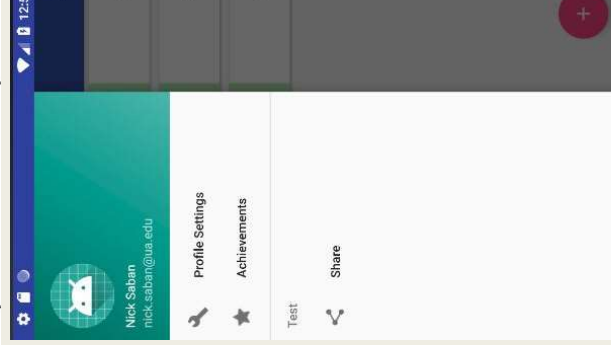 Nick Saban
nick.saban@ua.edu
Profile Settings
Achievements
Test
Share
+